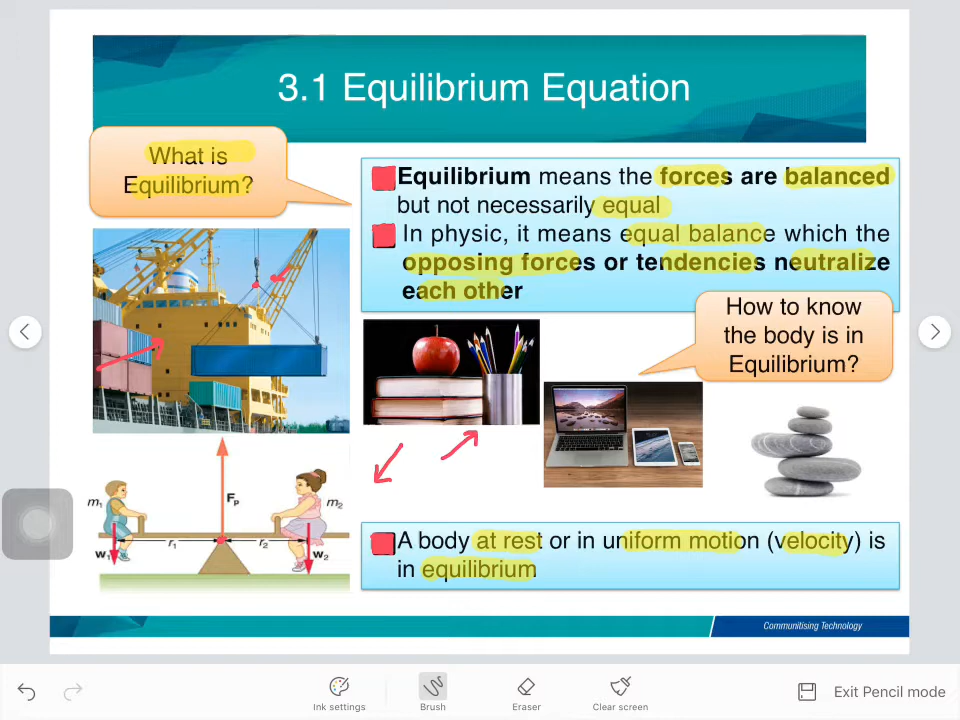 3.1 Equilibrium Equation
What is
Equilibrium?
Equilibrium means the forces are balanced
but not necessarily equal
In physic, it means equal balance which the
opposing forces or tendencies neutralize
each other
How to know
the body is in
Equilibrium?
m1
Fp
m2
w1
r1
r2
w2
A body at rest or in uniform motion (velocity) is
in equilibrium.
Communitising Technology
Ink settings
Brush
Eraser
Clear screen
Exit Pencil mode